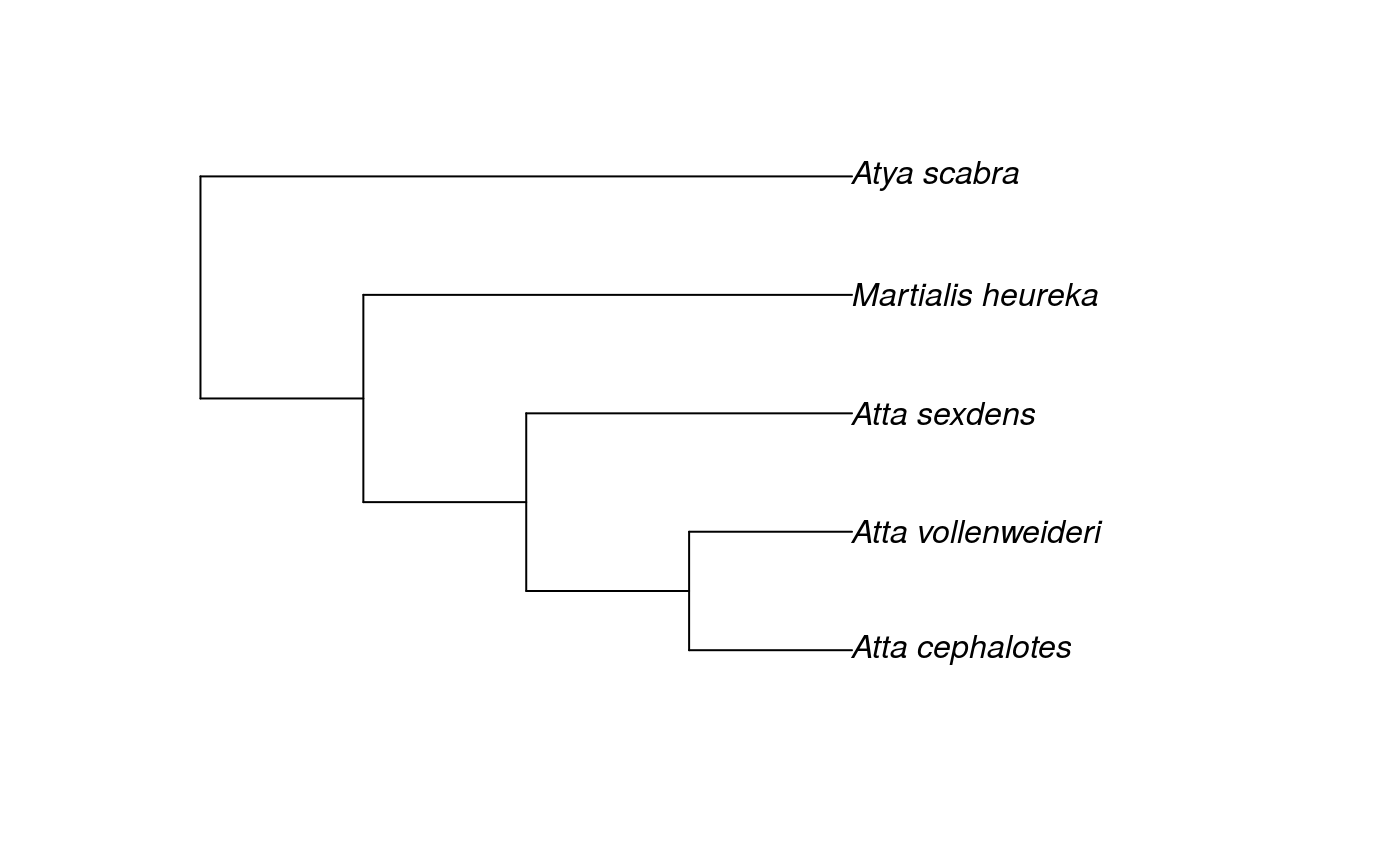 Atya scabra
Martialis heureka
Atta sexdens
Atta vollenweideri
Atta cephalotes